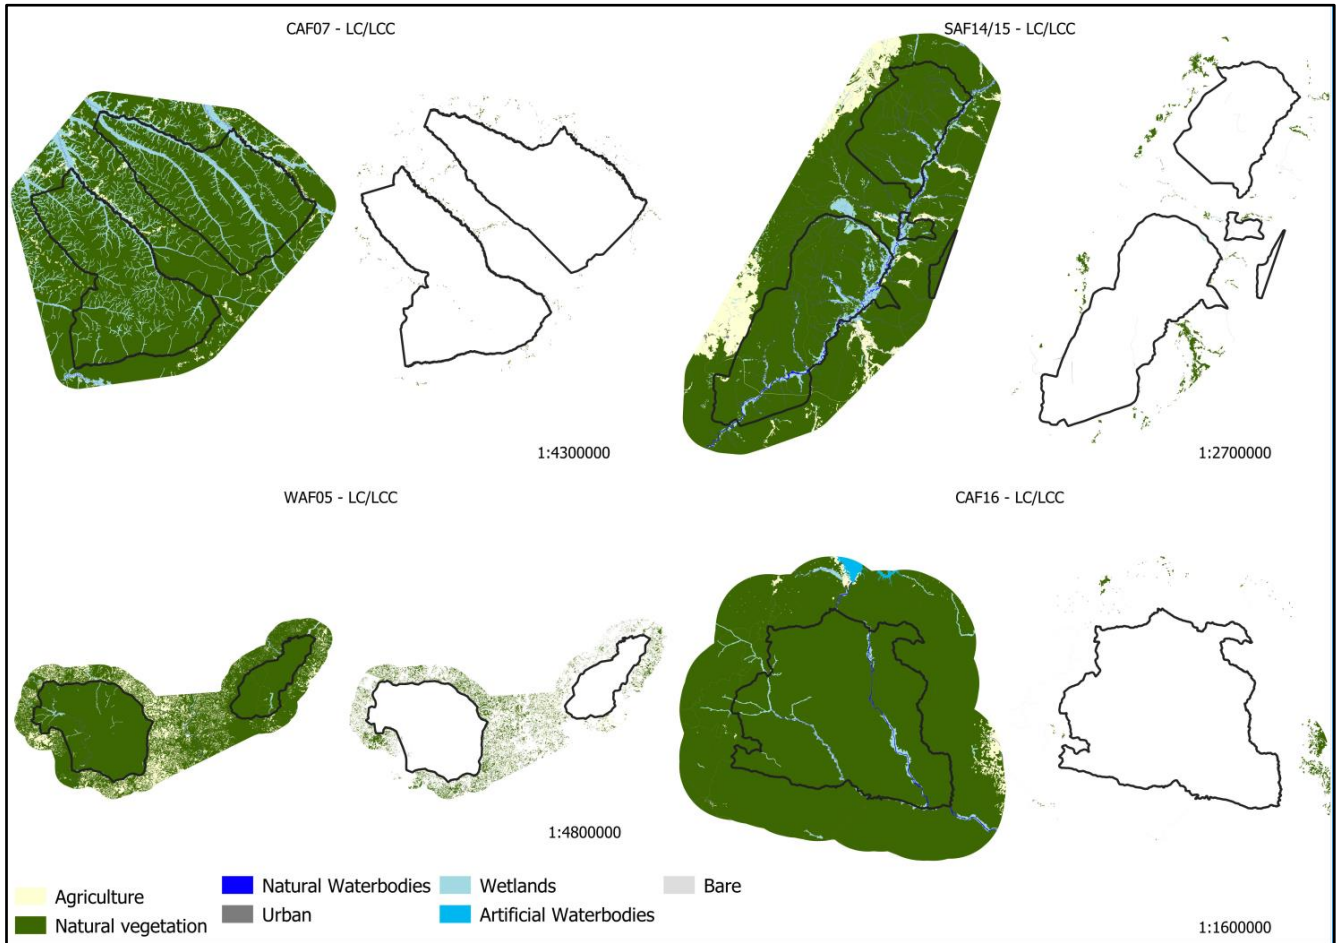 CAF07 - LC/LCC
SAF14/15 - LC/LCC
1:4300000
1:2700000
WAF05 - LC/LCC
CAF16 - LC/LCC
1:4800000
Agriculture
Natural vegetation
Natural Waterbodies
Urban
Wetlands
Artificial Waterbodies
Bare
1:1600000